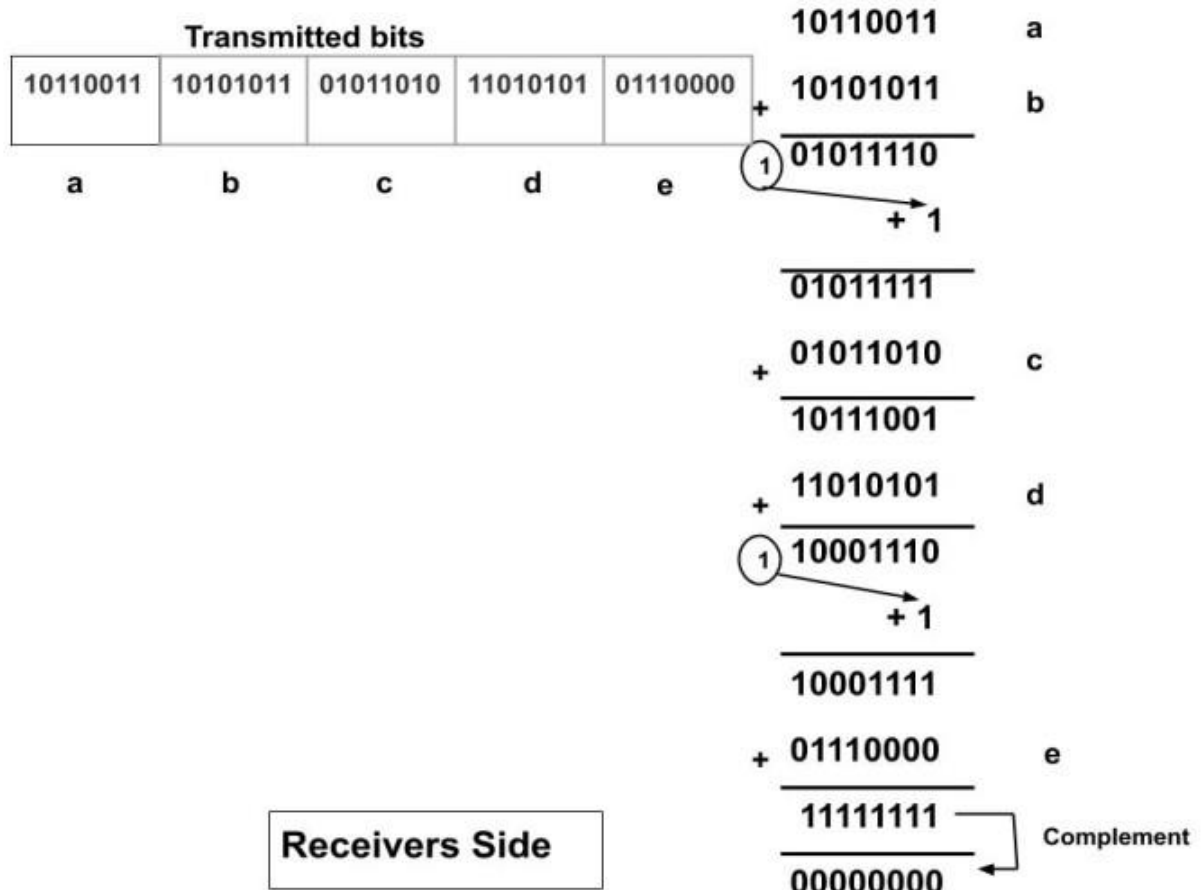 Transmitted bits
10110011 10101011 01011010 11010101 01110000
a b c d e
10110011 a
+ 10101011 b
1 01011110
+ 1
01011111
+ 01011010 c
10111001
+ 11010101 d
1 10001110
+ 1
10001111
+ 01110000 e
11111111 Complement
00000000
Receivers Side